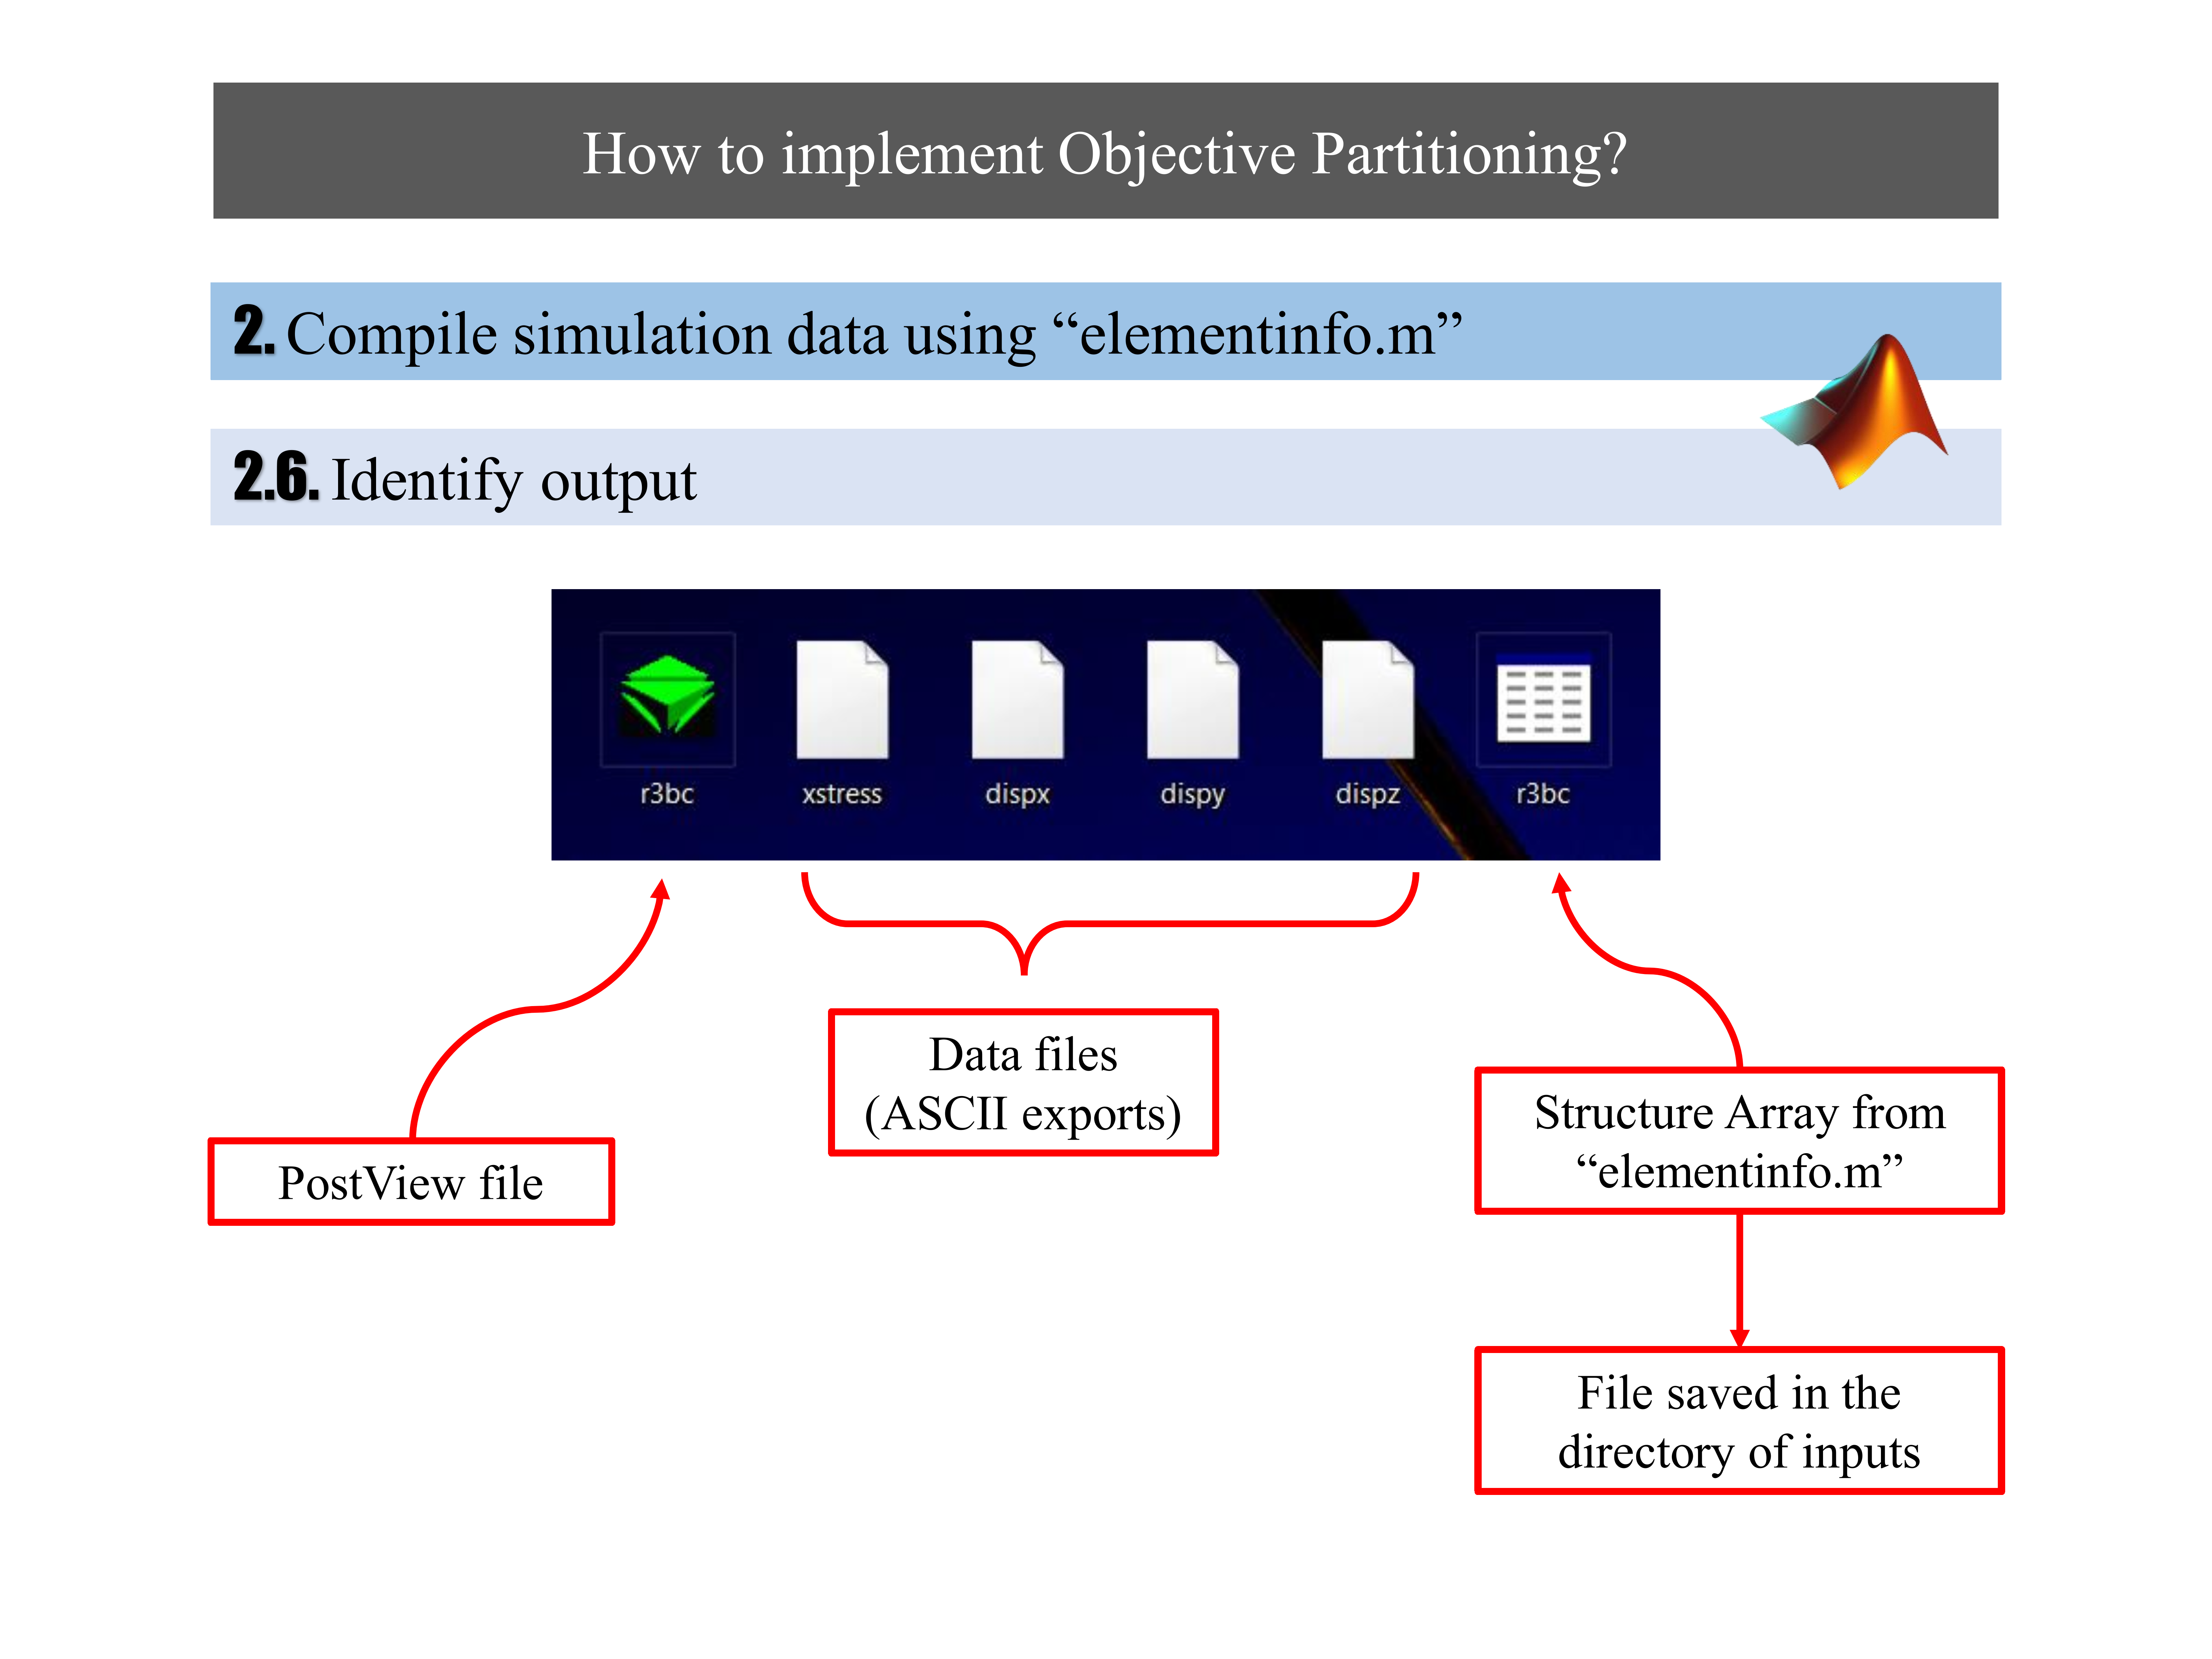 How to implement Objective Partitioning?
2. Compile simulation data using “elementinfo.m”
2.6. Identify output
r3bc xstress dispx dispy dispz r3bc
Data files
(ASCII exports)
Structure Array from
“elementinfo.m”
PostView file
File saved in the
directory of inputs